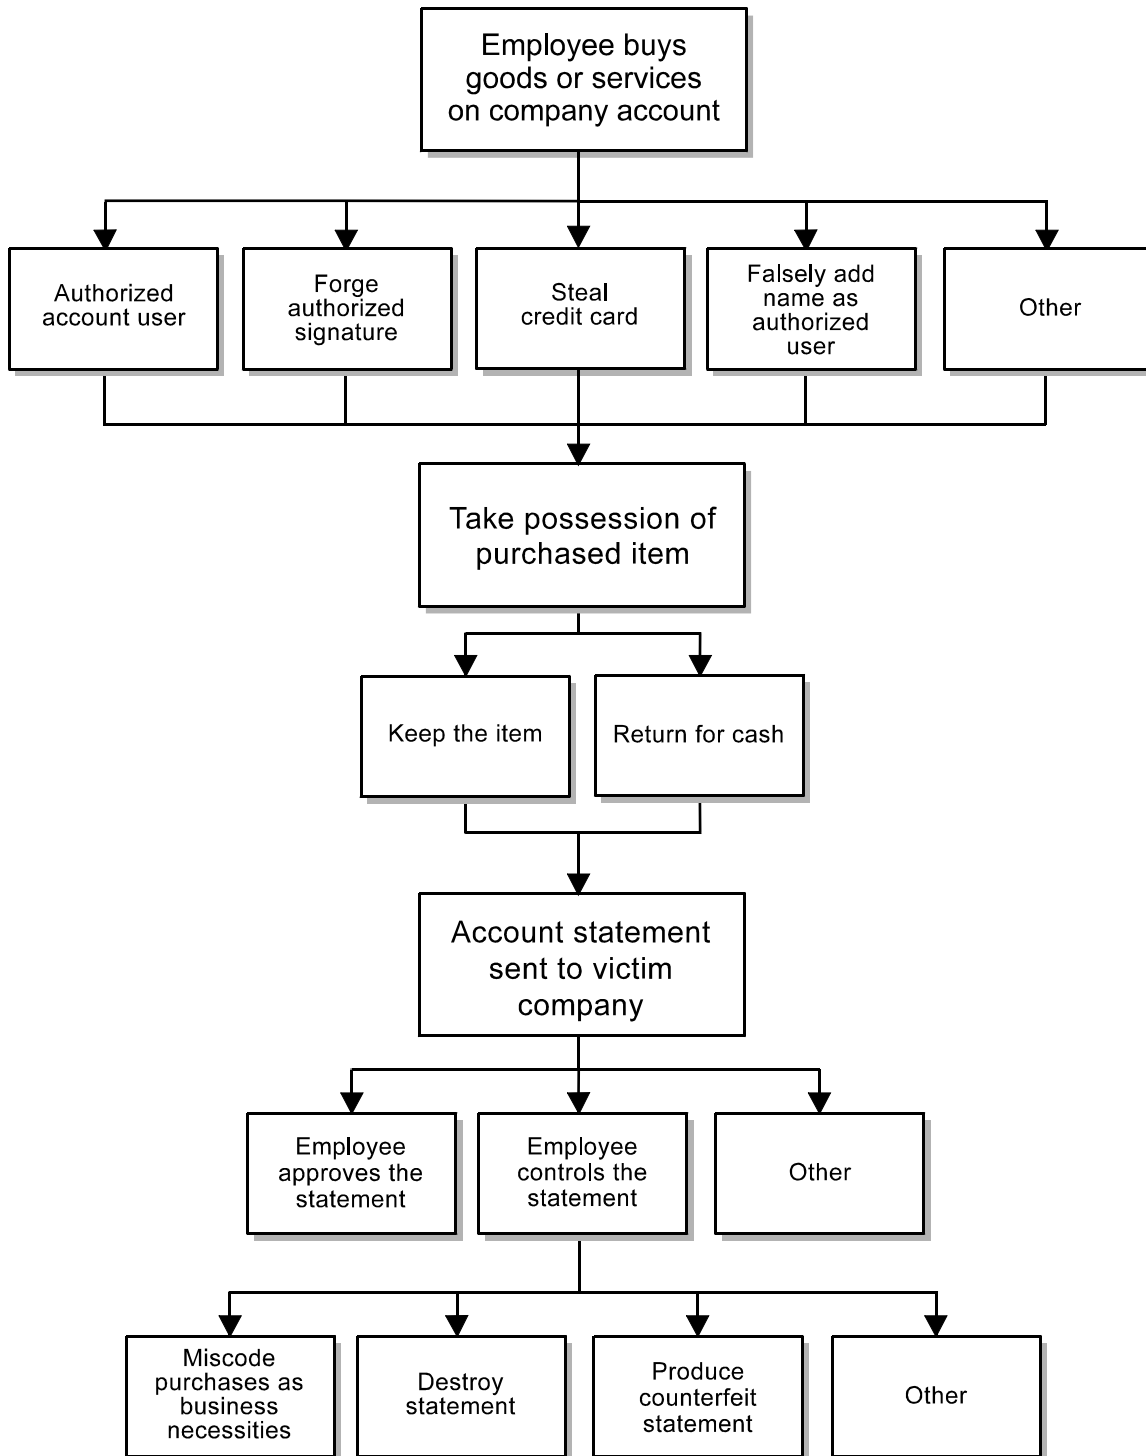 Employee buys
goods or services
on company account
Authorized
account user
Forge
authorized
signature
Steal
credit card
Falsely add
name as
authorized
user
Other
Take possession of
purchased item
Keep the item
Return for cash
Account statement
sent to victim
company
Employee
approves the
statement
Employee
controls the
statement
Other
Miscode
purchases as
business
necessities
Destroy
statement
Produce
counterfeit
statement
Other